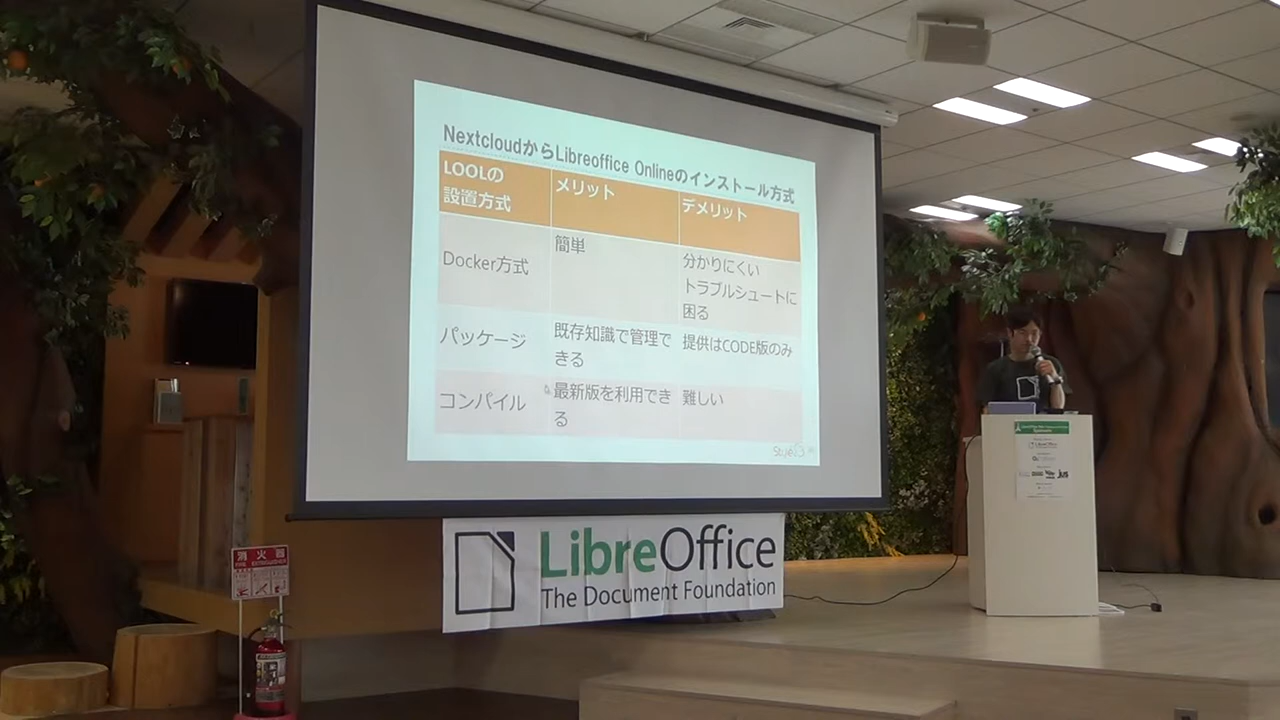 NextcloudからLibreoffice Onlineのインストール方式
LOOLの
設置方式
メリット
デメリット
Docker方式
簡単
分かりにくい
トラブルシュートに
困る
パッケージ
既存知識で管理で
きる
提供はCODE版のみ
コンパイル
最新版を利用でき
る
難しい
LibreOffice
The Document Foundation
消火器
FIRE EXTINGUISHER
LibreOffice